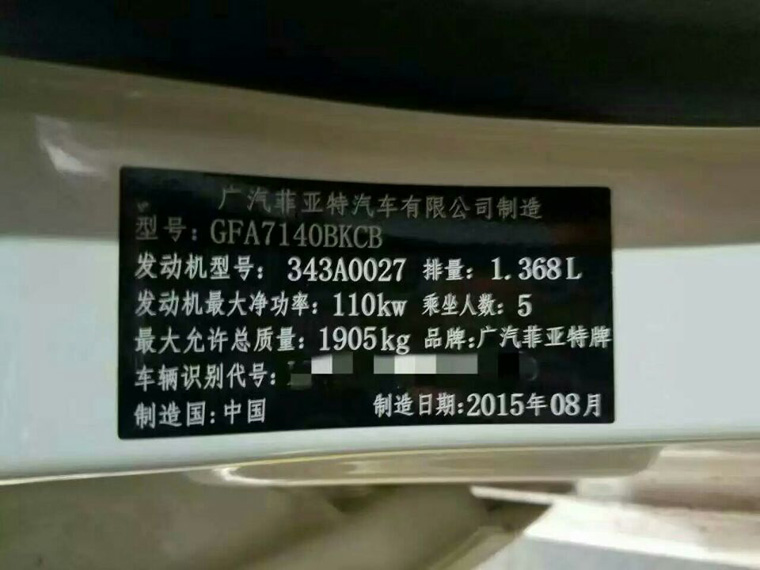 广汽菲亚特汽车有限公司制造
型号:GFA7140BKCB
发动机型号: 343A0027 排量: 1.368L
发动机最大净功率: 110kw 乘坐人数: 5
最大允许总质量: 1905kg 品牌:广汽菲亚特牌
车辆识别代号:
制造国:中国 制造日期:2015年08月